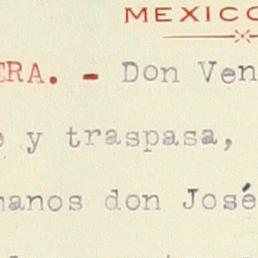 MEXICO
ERA. - Don Ven
y traspasa,
manos don José